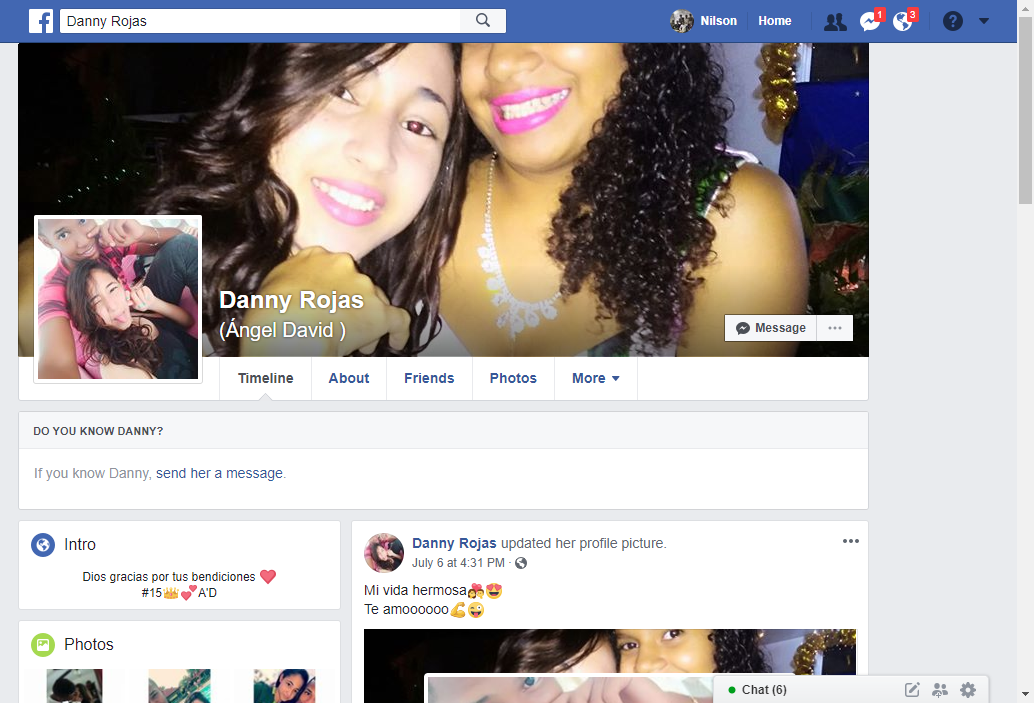 Danny Rojas
Nilson
Home
1
3
?
Danny Rojas
(Ángel David )
Message
Timeline
About
Friends
Photos
More
DO YOU KNOW DANNY?
If you know Danny, send her a message.
Intro
Dios gracias por tus bendiciones ❤️
#15👑💕A'D
Danny Rojas updated her profile picture.
July 6 at 4:31 PM ·
Mi vida hermosa👩‍❤️‍👩😍
Te amoooooo💪😜
Photos
Chat (6)